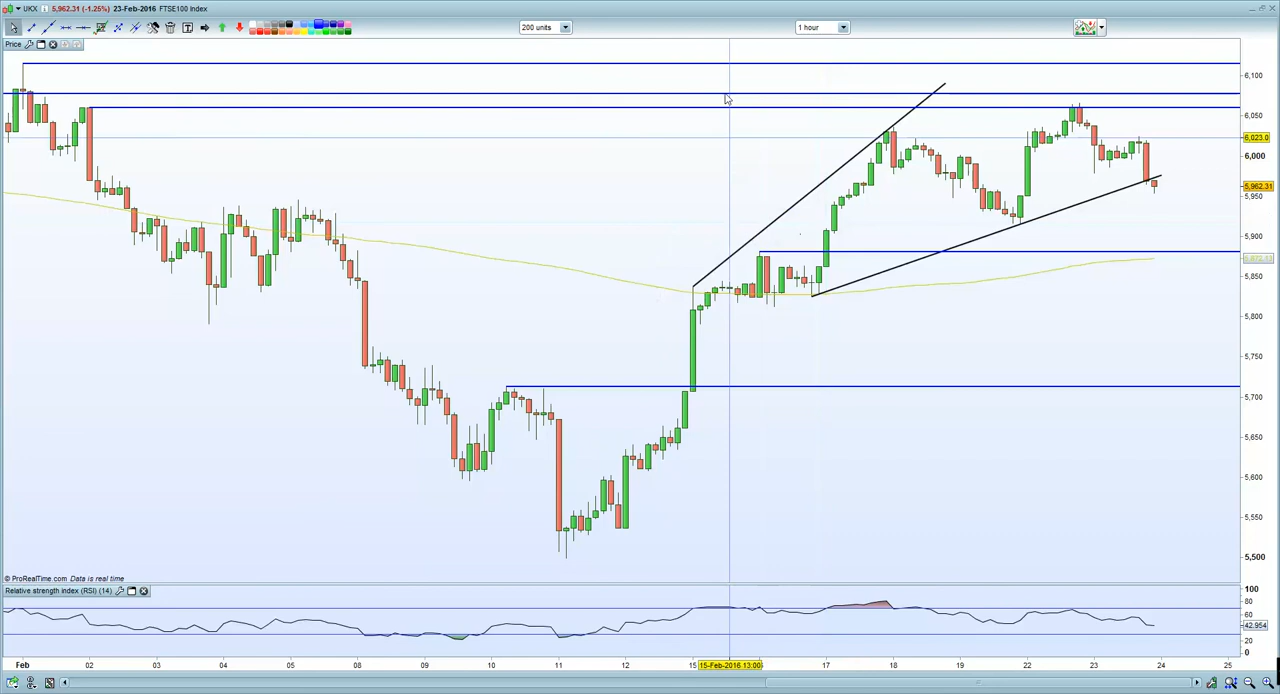 UKX 5,962.31 (-1.25%) 23-Feb-2016 FTSE100 Index
200 units
1 hour
Price
6,100
6,050
6,023.0
6,000
5,962.31
5,950
5,900
5,850
5,800
5,750
5,700
5,650
5,600
5,550
5,500
© ProRealTime.com Data is real time
Relative strength index (RSI) (14)
100
80
42.954
20
0
Feb 02 03 04 05 08 09 10 11 12 15 15-Feb-2016 13:00 17 18 19 22 23 24 25